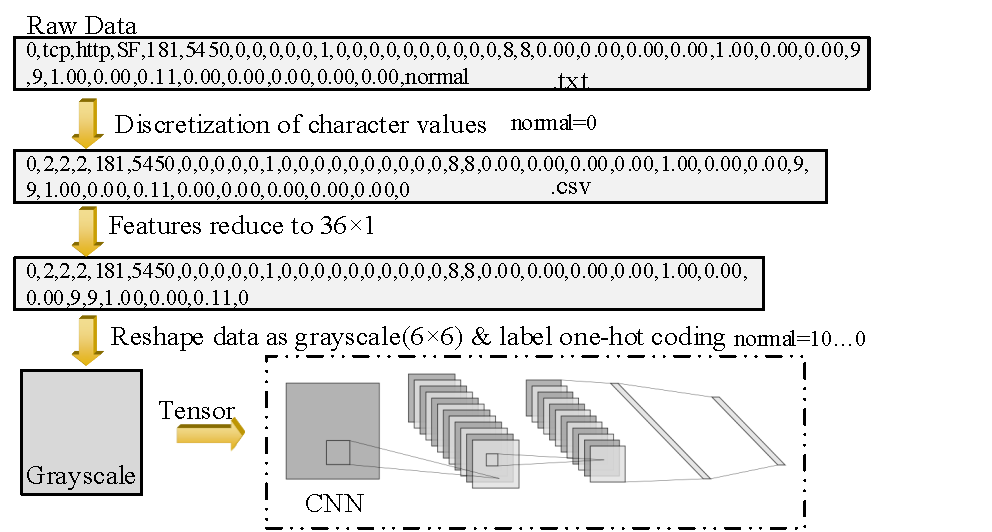 Raw Data
0,tcp,http,SF,181,5450,0,0,0,0,0,1,0,0,0,0,0,0,0,0,0,0,8,8,0.00,0.00,0.00,0.00,1.00,0.00,0.00,9
,9,1.00,0.00,0.11,0.00,0.00,0.00,0.00,0.00,normal
.txt
Discretization of character values normal=0
0,2,2,2,181,5450,0,0,0,0,0,1,0,0,0,0,0,0,0,0,0,0,8,8,0.00,0.00,0.00,0.00,1.00,0.00,0.00,9,
9,1.00,0.00,0.11,0.00,0.00,0.00,0.00,0.00,0
.csv
Features reduce to 36×1
0,2,2,2,181,5450,0,0,0,0,0,1,0,0,0,0,0,0,0,0,0,0,8,8,0.00,0.00,0.00,0.00,1.00,0.00,
0.00,9,9,1.00,0.00,0.11,0
Reshape data as grayscale(6×6) & label one-hot coding normal=10…0
Tensor
Grayscale
CNN